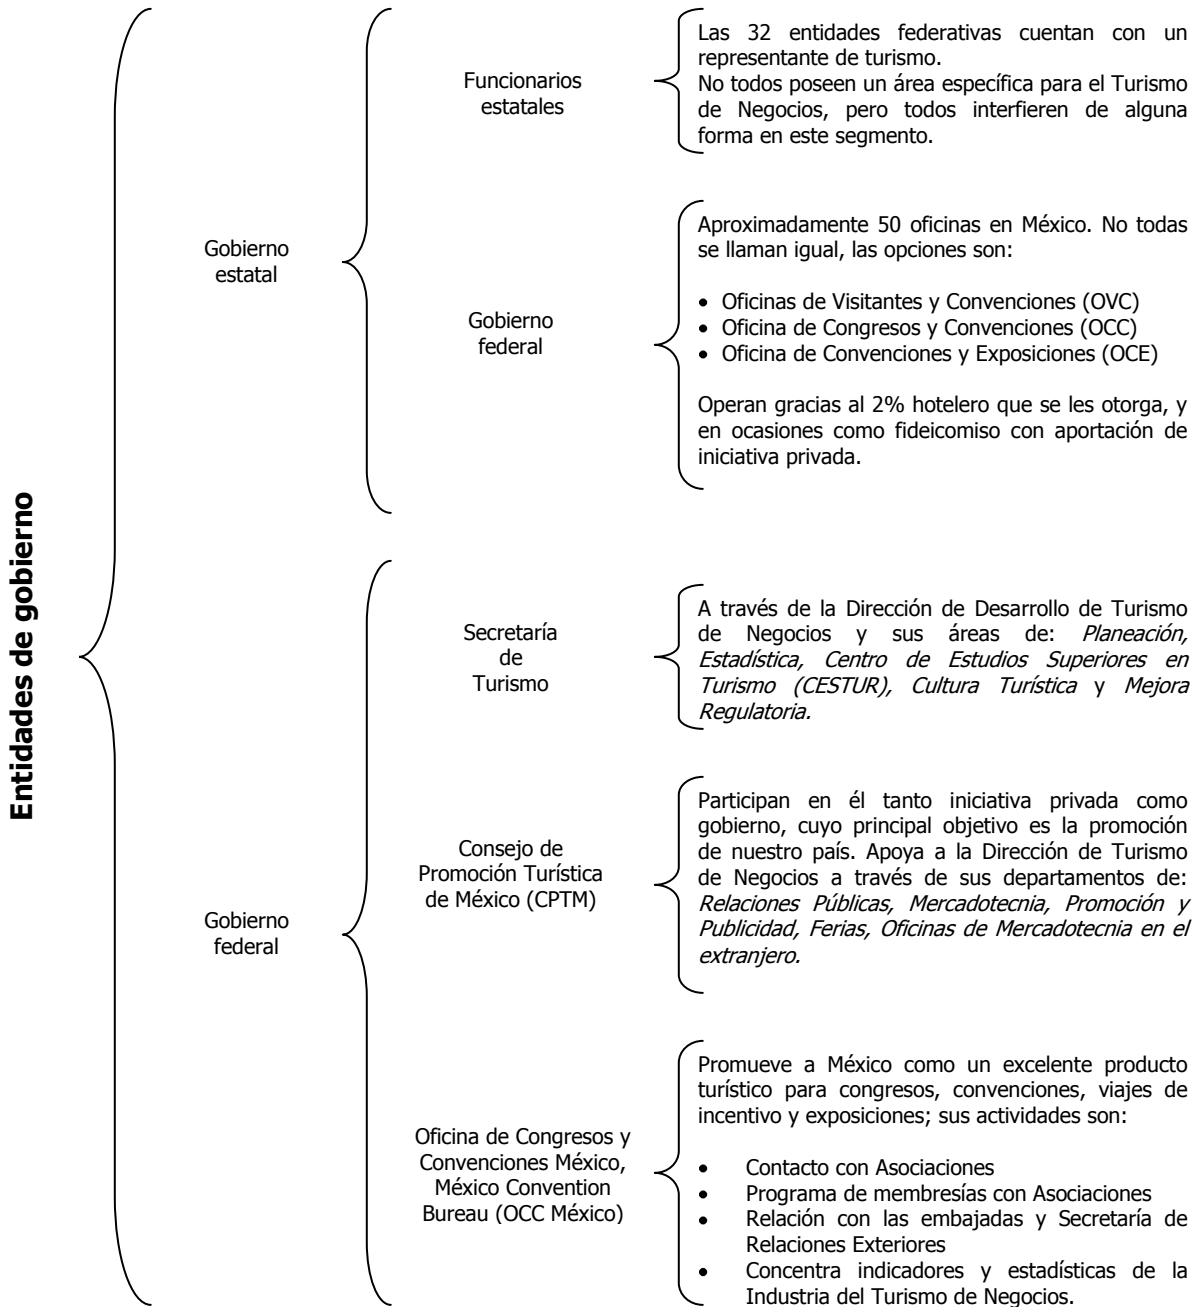 Entidades de gobierno
Gobierno
estatal
Funcionarios
estatales
Las 32 entidades federativas cuentan con un
representante de turismo.
No todos poseen un área específica para el Turismo
de Negocios, pero todos interfieren de alguna
forma en este segmento.
Gobierno
federal
Aproximadamente 50 oficinas en México. No todas
se llaman igual, las opciones son:
• Oficinas de Visitantes y Convenciones (OVC)
• Oficina de Congresos y Convenciones (OCC)
• Oficina de Convenciones y Exposiciones (OCE)
Operan gracias al 2% hotelero que se les otorga, y
en ocasiones como fideicomiso con aportación de
iniciativa privada.
Gobierno
federal
Secretaría
de
Turismo
A través de la Dirección de Desarrollo de Turismo
de Negocios y sus áreas de: Planeación,
Estadística, Centro de Estudios Superiores en
Turismo (CESTUR), Cultura Turística y Mejora
Regulatoria.
Consejo de
Promoción Turística
de México (CPTM)
Participan en él tanto iniciativa privada como
gobierno, cuyo principal objetivo es la promoción
de nuestro país. Apoya a la Dirección de Turismo
de Negocios a través de sus departamentos de:
Relaciones Públicas, Mercadotecnia, Promoción y
Publicidad, Ferias, Oficinas de Mercadotecnia en el
extranjero.
Oficina de Congresos y
Convenciones México,
México Convention
Bureau (OCC México)
Promueve a México como un excelente producto
turístico para congresos, convenciones, viajes de
incentivo y exposiciones; sus actividades son:
• Contacto con Asociaciones
• Programa de membresías con Asociaciones
• Relación con las embajadas y Secretaría de
Relaciones Exteriores
• Concentra indicadores y estadísticas de la
Industria del Turismo de Negocios.